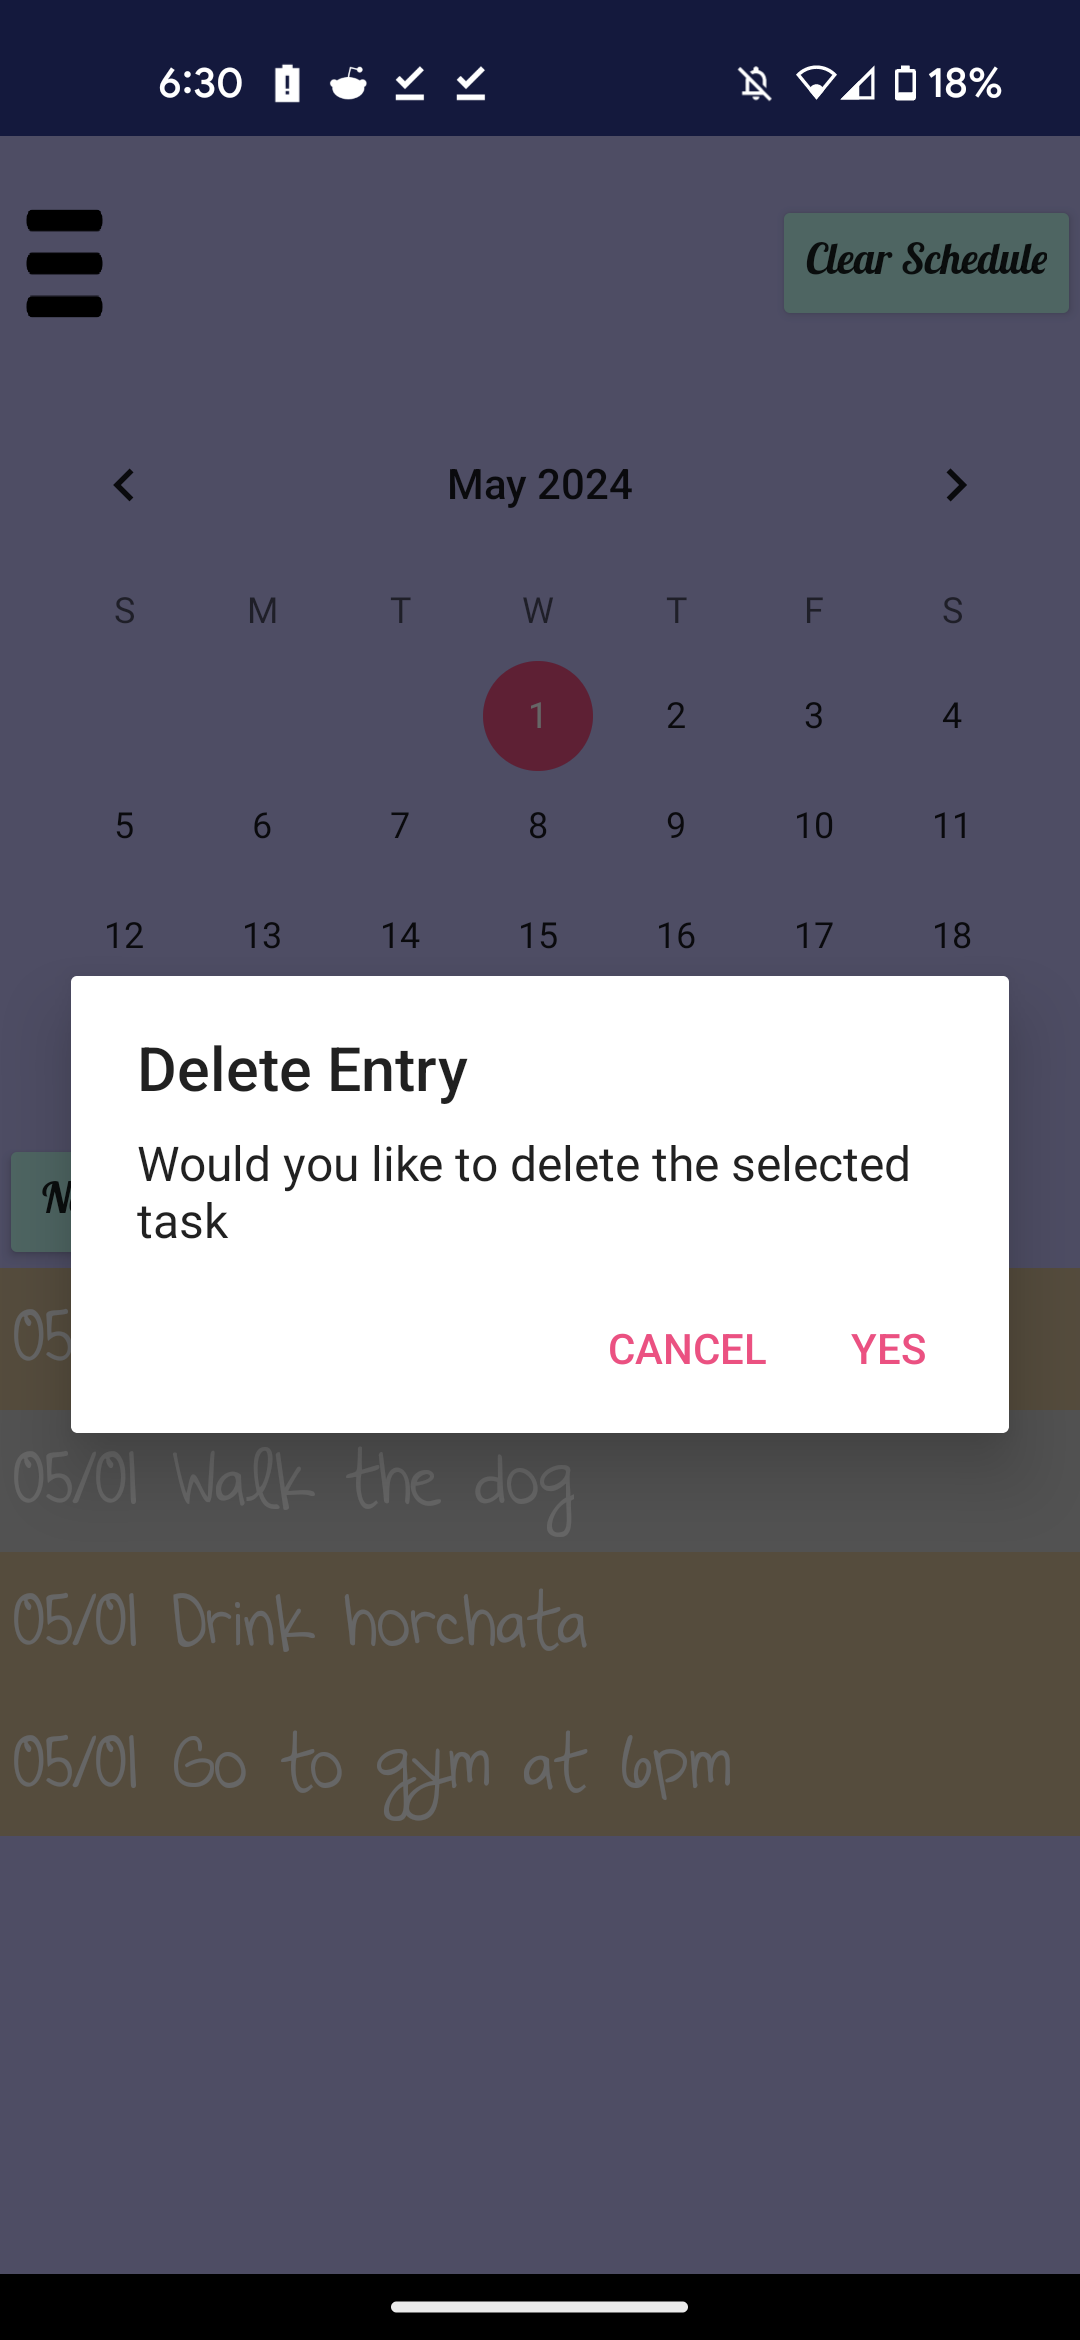 6:30 18%
Clear Schedule
May 2024
S M T W T F S
1 2 3 4
5 6 7 8 9 10 11
12 13 14 15 16 17 18
Delete Entry
Would you like to delete the selected
task
CANCEL YES
05/01 Walk the dog
05/01 Drink horchata
05/01 Go to gym at 6pm